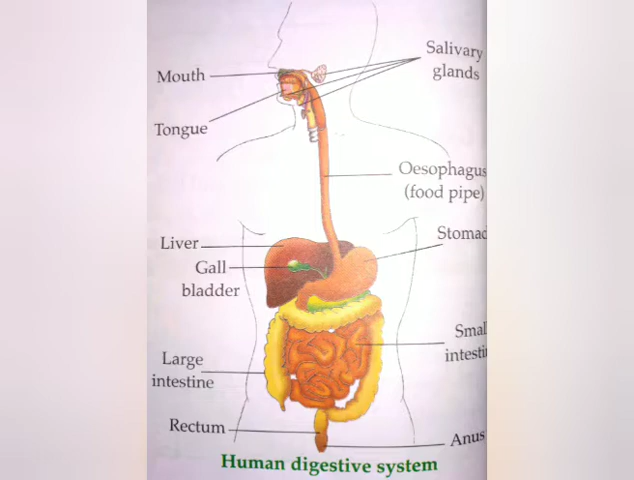 Salivary
glands
Mouth
Tongue
Oesophagus
(food pipe)
Stomac
Liver
Gall
bladder
Smal
intesti
Large
intestine
Rectum
Anus
Human digestive system